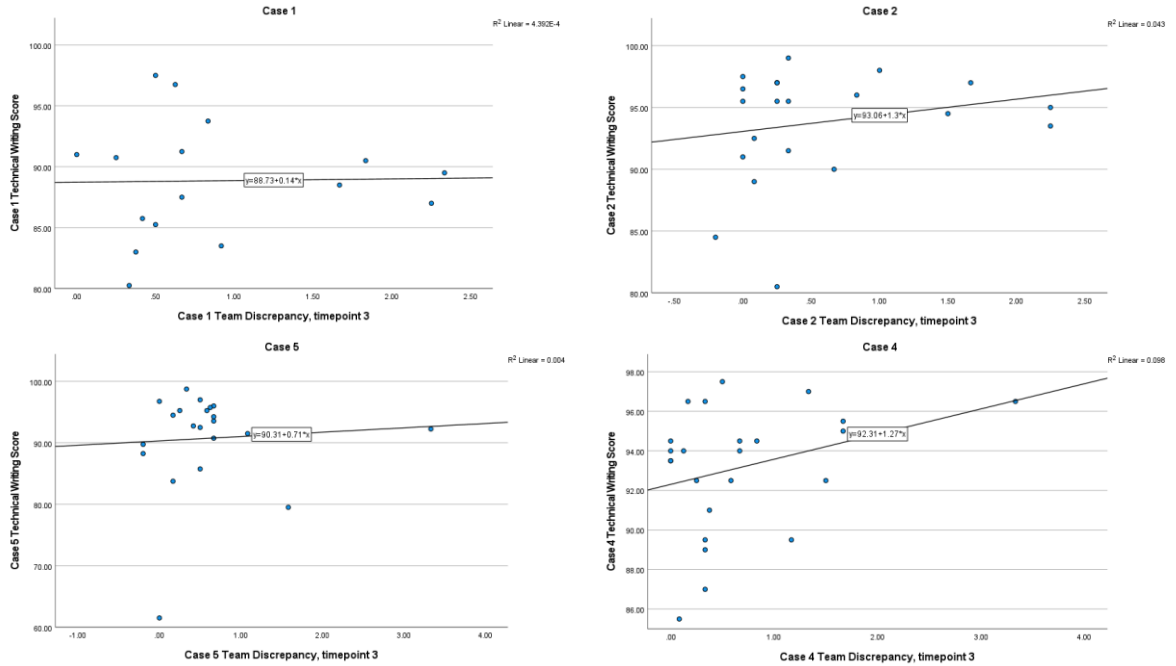 Case 1
R² Linear = 4.392E-4
100.00
95.00
90.00
85.00
80.00
Case 1 Technical Writing Score
y=88.73+0.14*x
.00 .50 1.00 1.50 2.00 2.50
Case 1 Team Discrepancy, timepoint 3
Case 2
R² Linear = 0.043
100.00
95.00
90.00
85.00
80.00
Case 2 Technical Writing Score
y=93.06+1.3*x
-.50 .00 .50 1.00 1.50 2.00 2.50
Case 2 Team Discrepancy, timepoint 3
Case 5
R² Linear = 0.004
100.00
90.00
80.00
70.00
60.00
Case 5 Technical Writing Score
y=90.31+0.71*x
-1.00 .00 1.00 2.00 3.00 4.00
Case 5 Team Discrepancy, timepoint 3
Case 4
R² Linear = 0.098
98.00
96.00
94.00
92.00
90.00
88.00
86.00
Case 4 Technical Writing Score
y=92.31+1.27*x
.00 1.00 2.00 3.00 4.00
Case 4 Team Discrepancy, timepoint 3